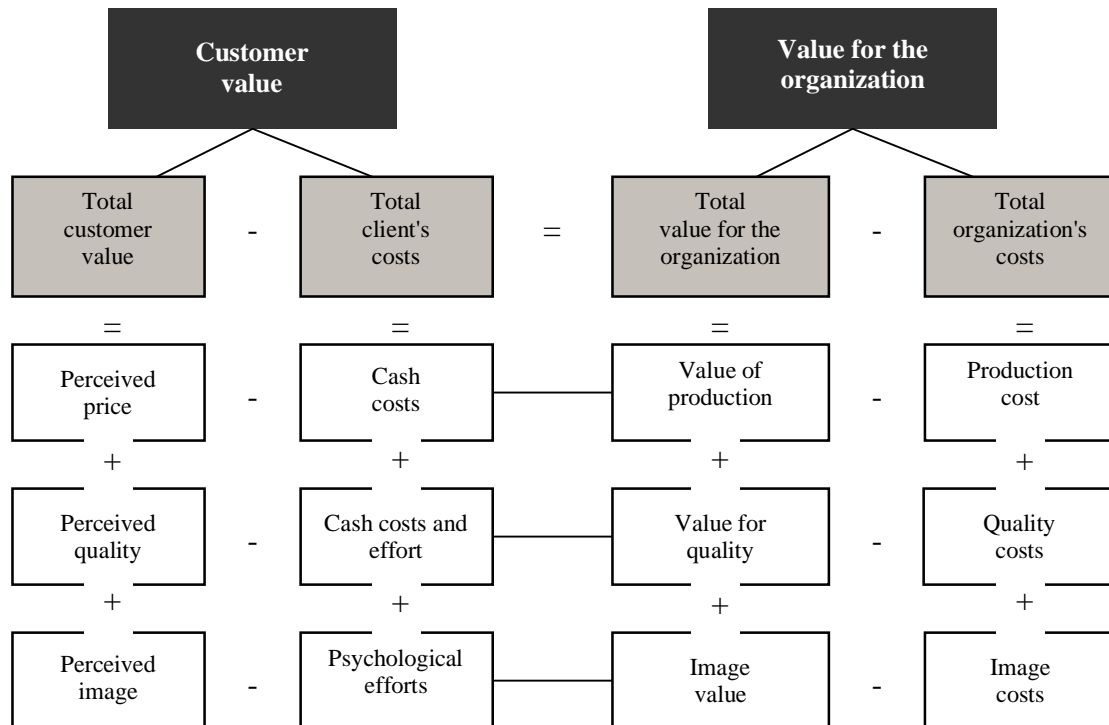 Customer
value
Value for the
organization
Total
customer
value
-
Total
client's
costs
=
Total
value for the
organization
-
Total
organization's
costs
=
=
=
=
Perceived
price
-
Cash
costs
Value of
production
-
Production
cost
+
+
+
+
Perceived
quality
-
Cash costs and
effort
Value for
quality
-
Quality
costs
+
+
+
+
Perceived
image
-
Psychological
efforts
Image
value
-
Image
costs